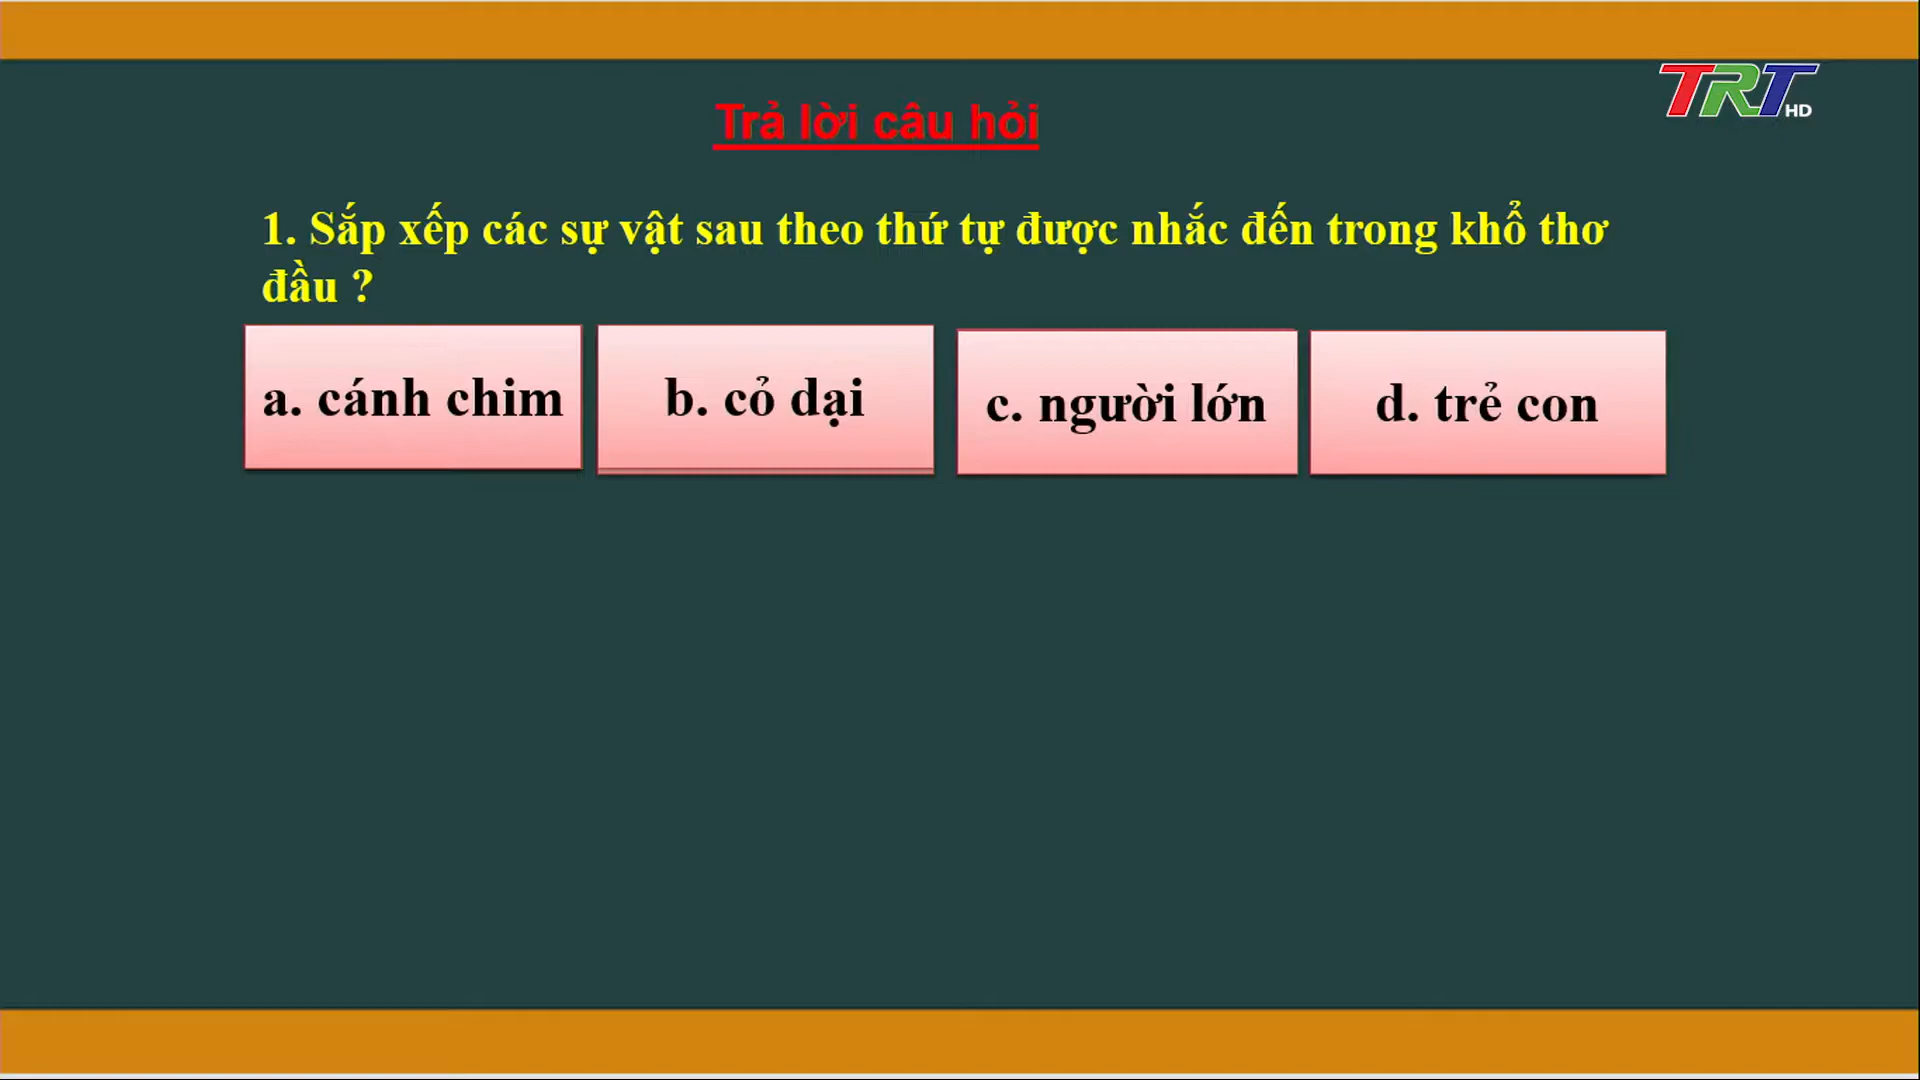 TRT HD
Trả lời câu hỏi
1. Sắp xếp các sự vật sau theo thứ tự được nhắc đến trong khổ thơ
đầu ?
a. cánh chim
b. cỏ dại
c. người lớn
d. trẻ con